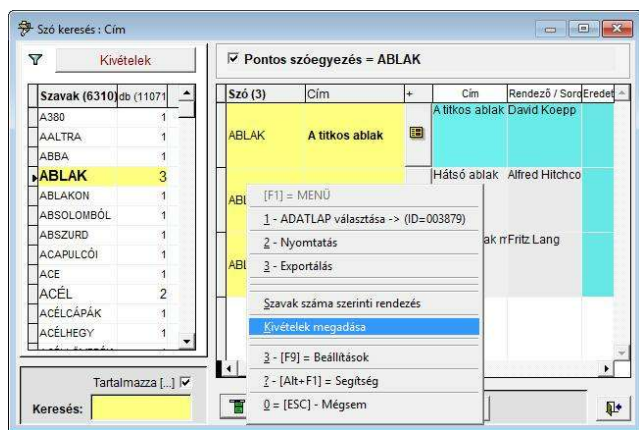 Szó keresés : Cím
Kivételek
Pontos szóegyezés = ABLAK
Szavak (6310) db (11071
A380 1
AALTRA 1
ABBA 1
ABLAK 3
ABLAKON 1
ABSOLOMBÓL 1
ABSZURD 1
ACAPULCÓI 1
ACE 1
ACÉL 2
ACÉLCÁPÁK 1
ACÉLHEGY 1
Tartalmazza [...]
Keresés:
Szó (3) Cím + Cím Rendező / Soro Eredet
ABLAK A titkos ablak A titkos ablak David Koepp
ABL Hátsó ablak Alfred Hitchco
ABL ak n Fritz Lang
[F1] = MENÜ
1 - ADATLAP választása -> (ID=003879)
2 - Nyomtatás
3 - Exportálás
Szavak száma szerinti rendezés
Kivételek megadása
3 - [F9] = Beállítások
? - [Alt+F1] = Segítség
0 = [ESC] - Mégsem